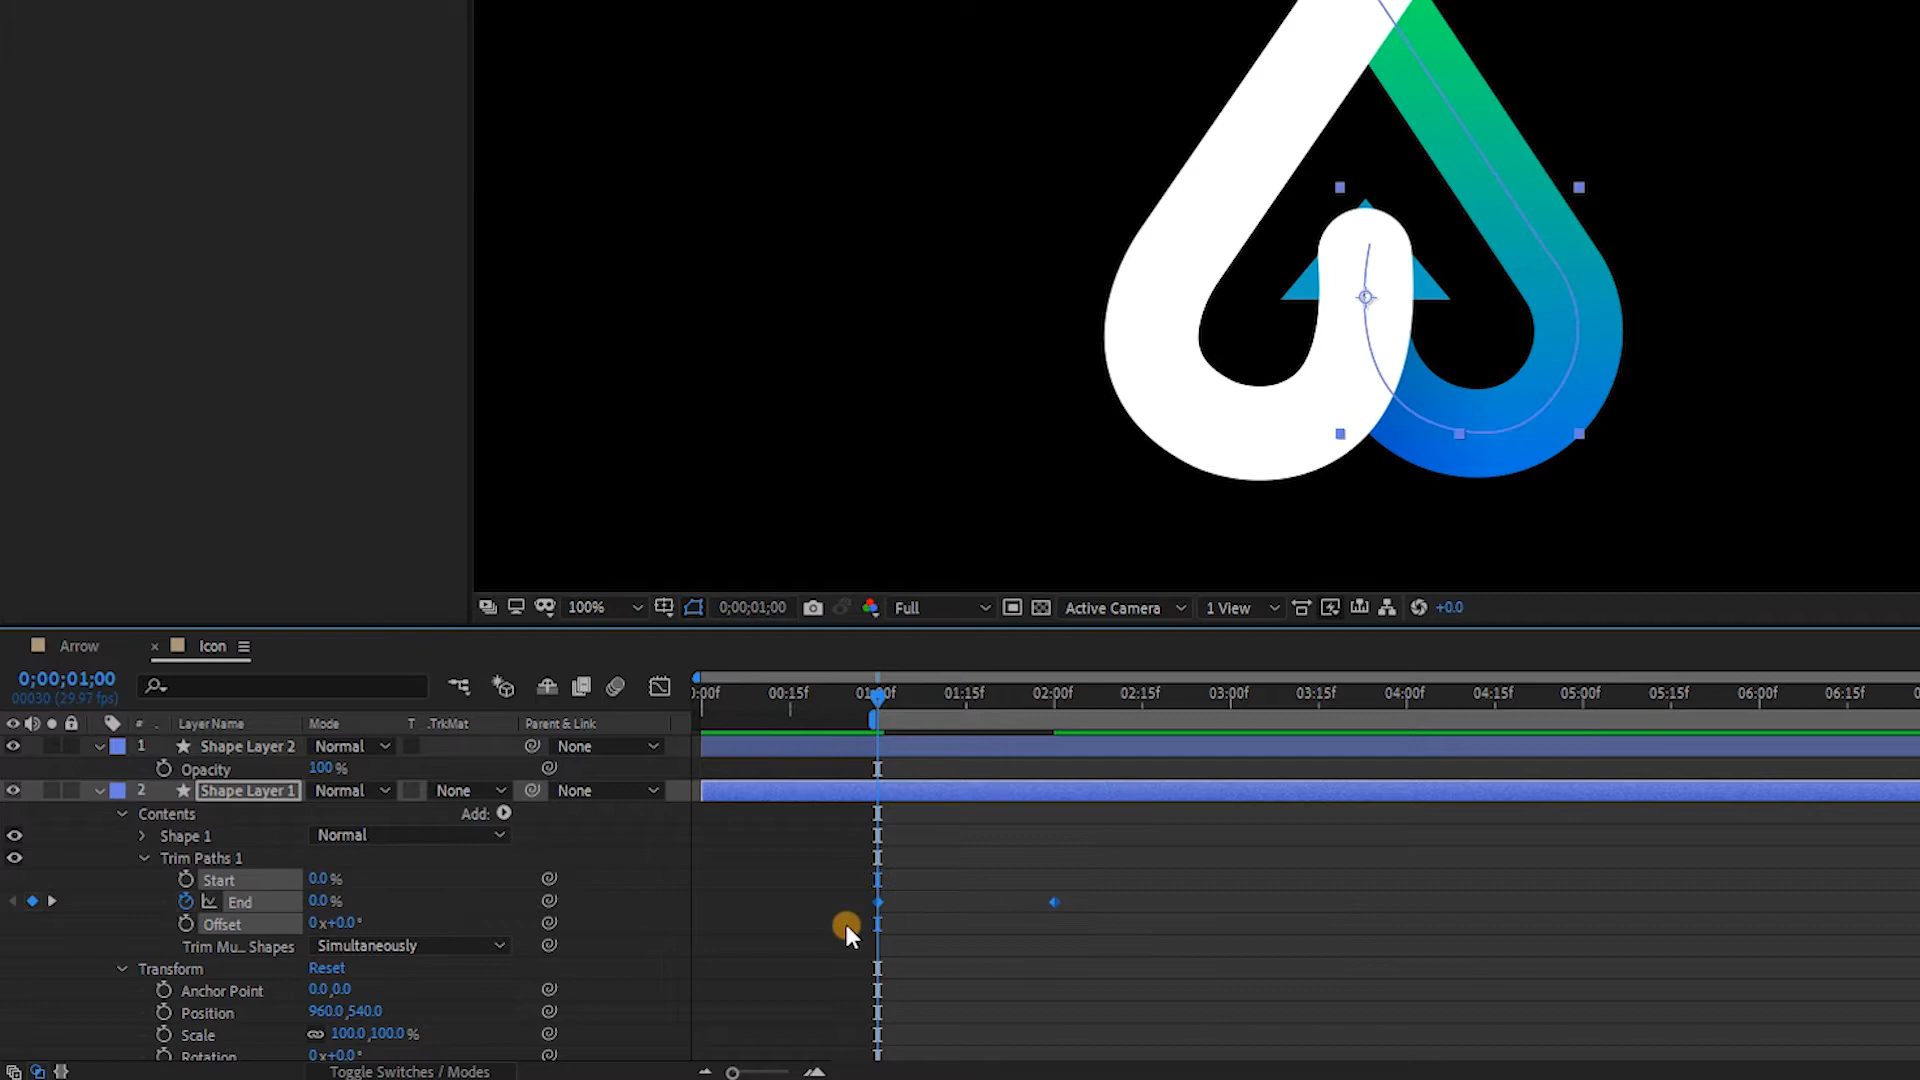 100%
0;00;01;00
Full
Active Camera
1 View
+0.0
Arrow
× Icon
0;00;01;00
00030 (29.97 fps)
):00f 00:15f 01:00f 01:15f 02:00f 02:15f 03:00f 03:15f 04:00f 04:15f 05:00f 05:15f 06:00f 06:15f
# . Layer Name Mode T .TrkMat Parent & Link
1 Shape Layer 2 Normal None
Opacity 100 %
2 Shape Layer 1 Normal None None
Contents Add:
Shape 1 Normal
Trim Paths 1
Start 0.0 %
End 0.0 %
Offset 0 x+0.0 °
Trim Mu... Shapes Simultaneously
Transform Reset
Anchor Point 0.0,0.0
Position 960.0,540.0
Scale 100.0,100.0 %
Rotation 0 x+0.0 °
Toggle Switches / Modes